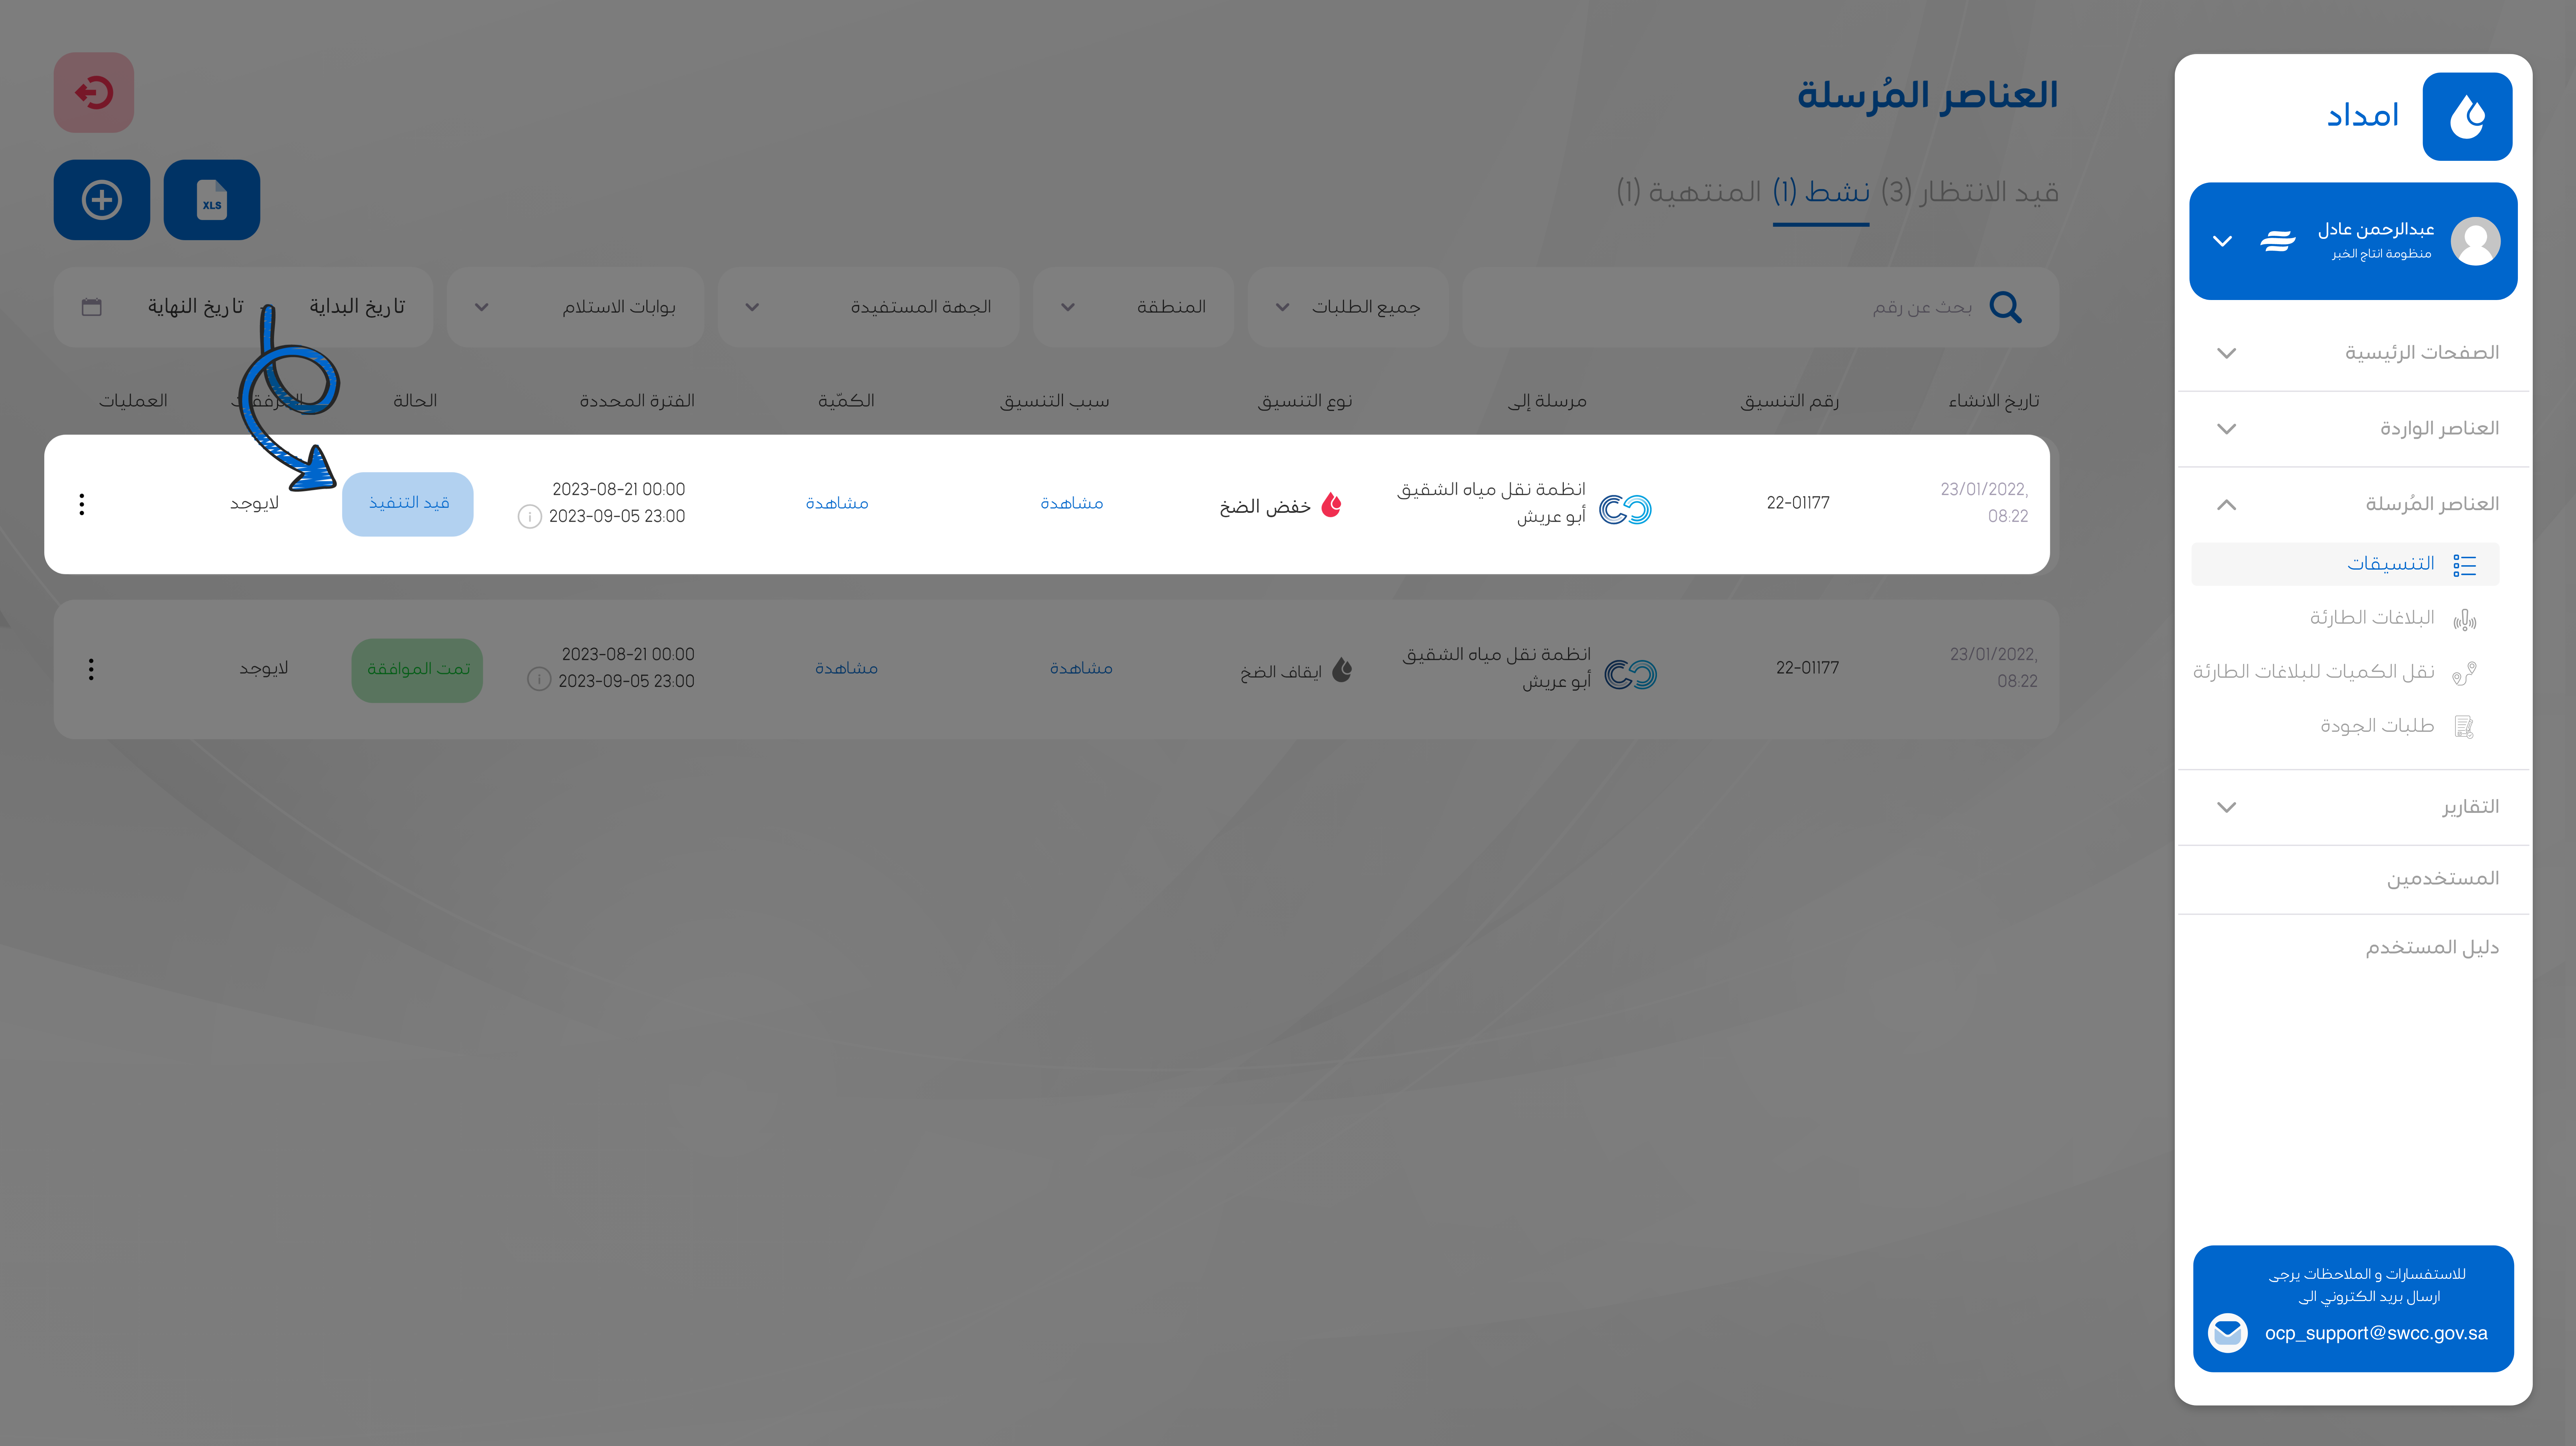 امداد
عبدالرحمن عادل
منظومة انتاج الخبر
الصفحات الرئيسية
العناصر الواردة
العناصر المُرسلة
التنسيقات
البلاغات الطارئة
نقل الكميات للبلاغات الطارئة
طلبات الجودة
التقارير
المستخدمين
دليل المستخدم
للاستفسارات و الملاحظات يرجى
ارسال بريد الكتروني الى
ocp_support@swcc.gov.sa
العناصر المُرسلة
قيد الانتظار (3) نشط (1) المنتهية (1)
XLS
بحث عن رقم
جميع الطلبات
المنطقة
الجهة المستفيدة
بوابات الاستلام
تاريخ البداية
تاريخ النهاية
تاريخ الانشاء
رقم التنسيق
مرسلة إلى
نوع التنسيق
سبب التنسيق
الكمّية
الفترة المحددة
الحالة
العمليات
23/01/2022,
08:22
22-01177
انظمة نقل مياه الشقيق
أبو عريش
خفض الضخ
مشاهدة
مشاهدة
2023-08-21 00:00
2023-09-05 23:00
قيد التنفيذ
لايوجد
23/01/2022,
08:22
22-01177
انظمة نقل مياه الشقيق
أبو عريش
ايقاف الضخ
مشاهدة
مشاهدة
2023-08-21 00:00
2023-09-05 23:00
تمت الموافقة
لايوجد